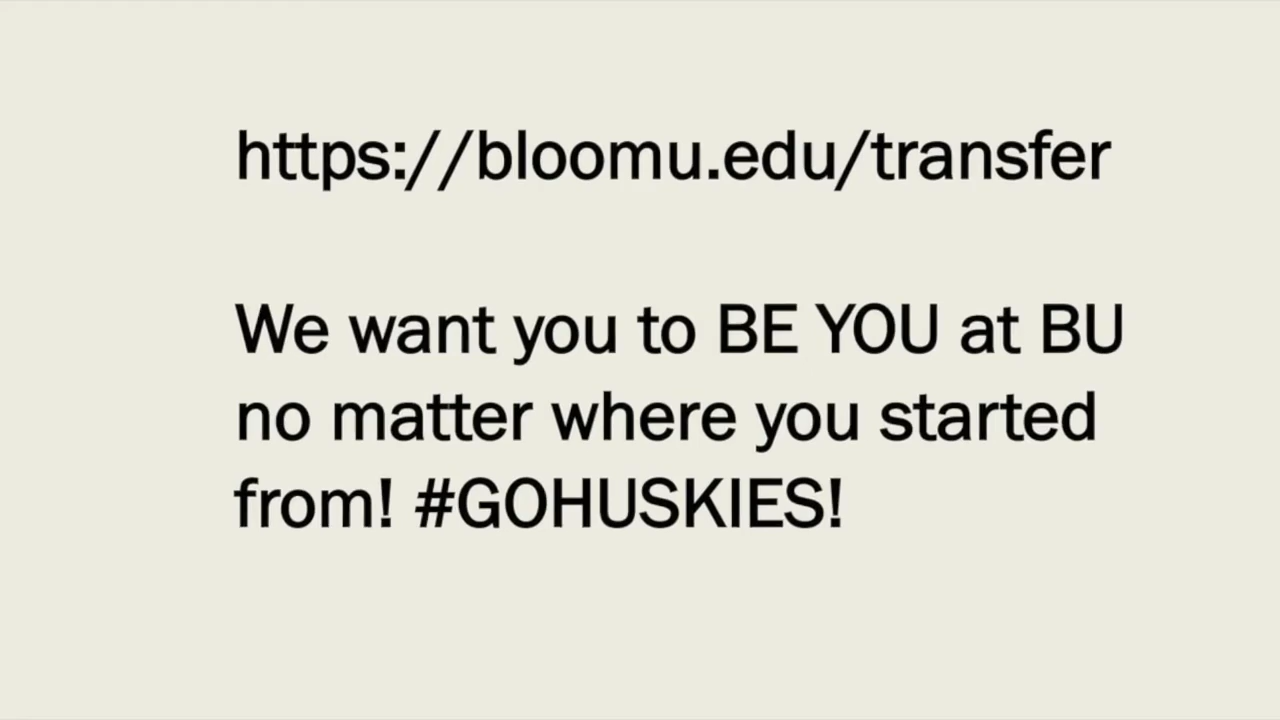 https://bloomu.edu/transfer
We want you to BE YOU at BU
no matter where you started
from! #GOHUSKIES!